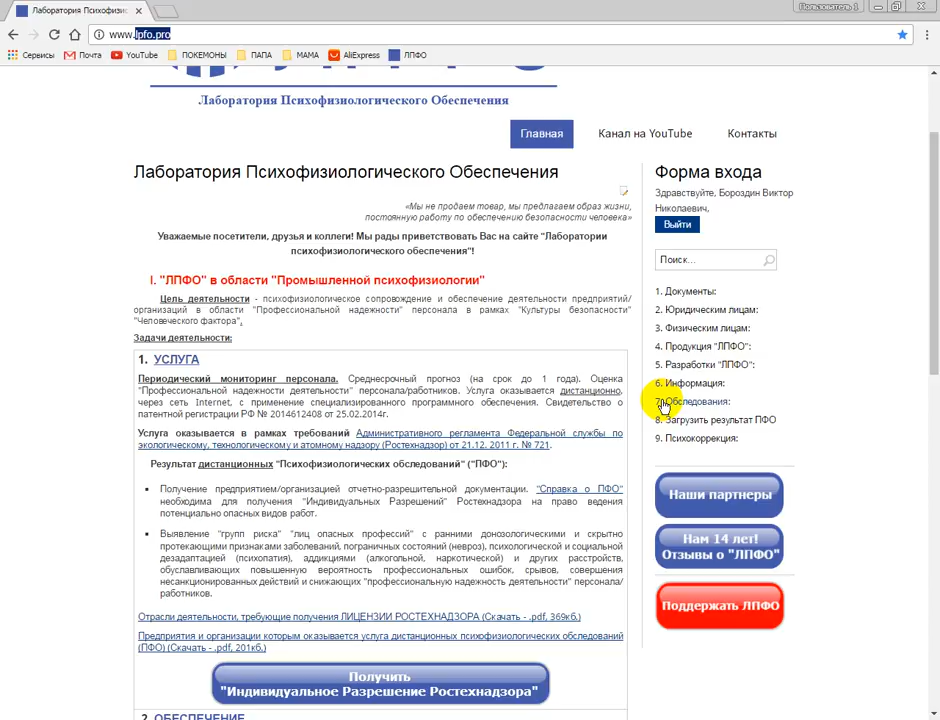 Лаборатория Психофизис
Пользователь 1
www.lpfo.pro
Сервисы
Почта
YouTube
ПОКЕМОНЫ
ПАПА
МАМА
AliExpress
ЛПФО
Лаборатория Психофизиологического Обеспечения
Главная
Канал на YouTube
Контакты
Лаборатория Психофизиологического Обеспечения
«Мы не продаем товар, мы предлагаем образ жизни,
постоянную работу по обеспечению безопасности человека»
Уважаемые посетители, друзья и коллеги! Мы рады приветствовать Вас на сайте "Лаборатории
психофизиологического обеспечения"!
I. "ЛПФО" в области "Промышленной психофизиологии"
Цель деятельности - психофизиологическое сопровождение и обеспечение деятельности предприятий/
организаций в области "Профессиональной надежности" персонала в рамках "Культуры безопасности"
"Человеческого фактора".
Задачи деятельности:
1. УСЛУГА
Периодический мониторинг персонала. Среднесрочный прогноз (на срок до 1 года). Оценка
"Профессиональной надежности деятельности" персонала/работников. Услуга оказывается дистанционно,
через сеть Internet, с применение специализированного программного обеспечения. Свидетельство о
патентной регистрации РФ № 2014612408 от 25.02.2014г.
Услуга оказывается в рамках требований Административного регламента Федеральной службы по
экологическому, технологическому и атомному надзору (Ростехнадзор) от 21.12. 2011 г. № 721.
Результат дистанционных "Психофизиологических обследований" ("ПФО"):
Получение предприятием/организацией отчетно-разрешительной документации. "Справка о ПФО"
необходима для получения "Индивидуальных Разрешений" Ростехнадзора на право ведения
потенциально опасных видов работ.
Выявление "групп риска" "лиц опасных профессий" с ранними донозологическими и скрытно
протекающими признаками заболеваний, пограничных состояний (невроз), психологической и социальной
дезадаптацией (психопатия), аддикциями (алкогольной, наркотической) и других расстройств,
обуславливающих повышенную вероятность профессиональных ошибок, срывов, совершения
несанкционированных действий и снижающих "профессиональную надежность деятельности" персонала/
работников.
Отрасли деятельности, требующие получения ЛИЦЕНЗИИ РОСТЕХНАДЗОРА (Скачать - .pdf, 369кб.)
Предприятия и организации которым оказывается услуга дистанционных психофизиологических обследований
(ПФО) (Скачать - .pdf, 201кб.)
Получить
"Индивидуальное Разрешение Ростехнадзора"
2. ОБЕСПЕЧЕНИЕ
Форма входа
Здравствуйте, Бороздин Виктор
Николаевич,
Выйти
Поиск...
1. Документы:
2. Юридическим лицам:
3. Физическим лицам:
4. Продукция "ЛПФО":
5. Разработки "ЛПФО":
6. Информация:
7. Обследования:
8. Загрузить результат ПФО
9. Психокоррекция:
Наши партнеры
Нам 14 лет!
Отзывы о "ЛПФО"
Поддержать ЛПФО